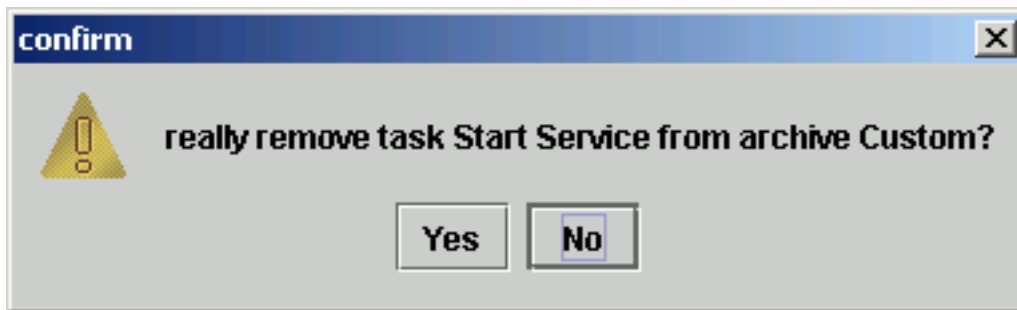 confirm
really remove task Start Service from archive Custom?
Yes No